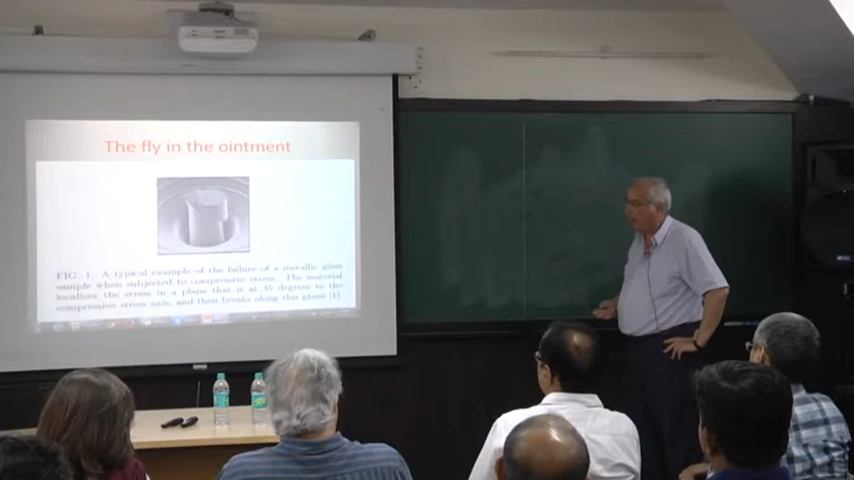 The fly in the ointment
FIG. 1. A typical example of the failure of a metallic glass
sample when subjected to compressive stress. The material
localizes the stress in a plane that is at 45 degrees to the
compressive stress axis, and then breaks along this plane [1].